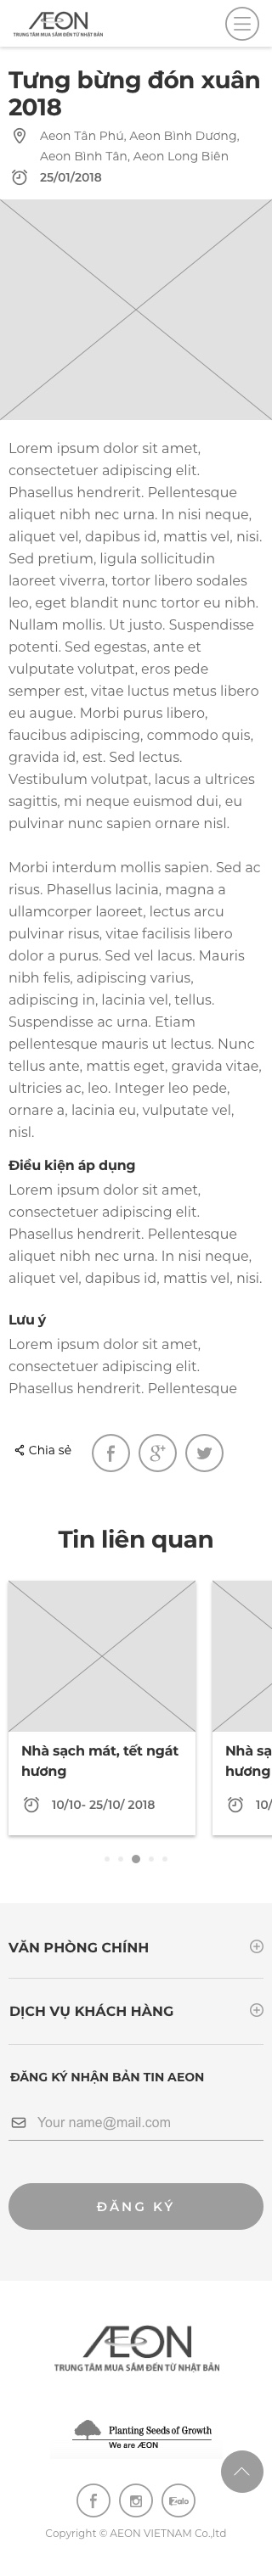 ÆON
TRUNG TÂM MUA SẮM ĐẾN TỪ NHẬT BẢN
Tưng bừng đón xuân
2018
Aeon Tân Phú, Aeon Bình Dương,
Aeon Bình Tân, Aeon Long Biên
25/01/2018
Lorem ipsum dolor sit amet,
consectetuer adipiscing elit.
Phasellus hendrerit. Pellentesque
aliquet nibh nec urna. In nisi neque,
aliquet vel, dapibus id, mattis vel, nisi.
Sed pretium, ligula sollicitudin
laoreet viverra, tortor libero sodales
leo, eget blandit nunc tortor eu nibh.
Nullam mollis. Ut justo. Suspendisse
potenti. Sed egestas, ante et
vulputate volutpat, eros pede
semper est, vitae luctus metus libero
eu augue. Morbi purus libero,
faucibus adipiscing, commodo quis,
gravida id, est. Sed lectus.
Vestibulum volutpat, lacus a ultrices
sagittis, mi neque euismod dui, eu
pulvinar nunc sapien ornare nisl.
Morbi interdum mollis sapien. Sed ac
risus. Phasellus lacinia, magna a
ullamcorper laoreet, lectus arcu
pulvinar risus, vitae facilisis libero
dolor a purus. Sed vel lacus. Mauris
nibh felis, adipiscing varius,
adipiscing in, lacinia vel, tellus.
Suspendisse ac urna. Etiam
pellentesque mauris ut lectus. Nunc
tellus ante, mattis eget, gravida vitae,
ultricies ac, leo. Integer leo pede,
ornare a, lacinia eu, vulputate vel,
nisl.
Điều kiện áp dụng
Lorem ipsum dolor sit amet,
consectetuer adipiscing elit.
Phasellus hendrerit. Pellentesque
aliquet nibh nec urna. In nisi neque,
aliquet vel, dapibus id, mattis vel, nisi.
Lưu ý
Lorem ipsum dolor sit amet,
consectetuer adipiscing elit.
Phasellus hendrerit. Pellentesque
Chia sẻ
Tin liên quan
Nhà sạch mát, tết ngát
hương
10/10- 25/10/ 2018
Nhà sạ
hương
10/
VĂN PHÒNG CHÍNH
DỊCH VỤ KHÁCH HÀNG
ĐĂNG KÝ NHẬN BẢN TIN AEON
Your name@mail.com
ĐĂNG KÝ
ÆON
TRUNG TÂM MUA SẮM ĐẾN TỪ NHẬT BẢN
Planting Seeds of Growth
We are ÆON
Zalo
Copyright © AEON VIETNAM Co.,ltd